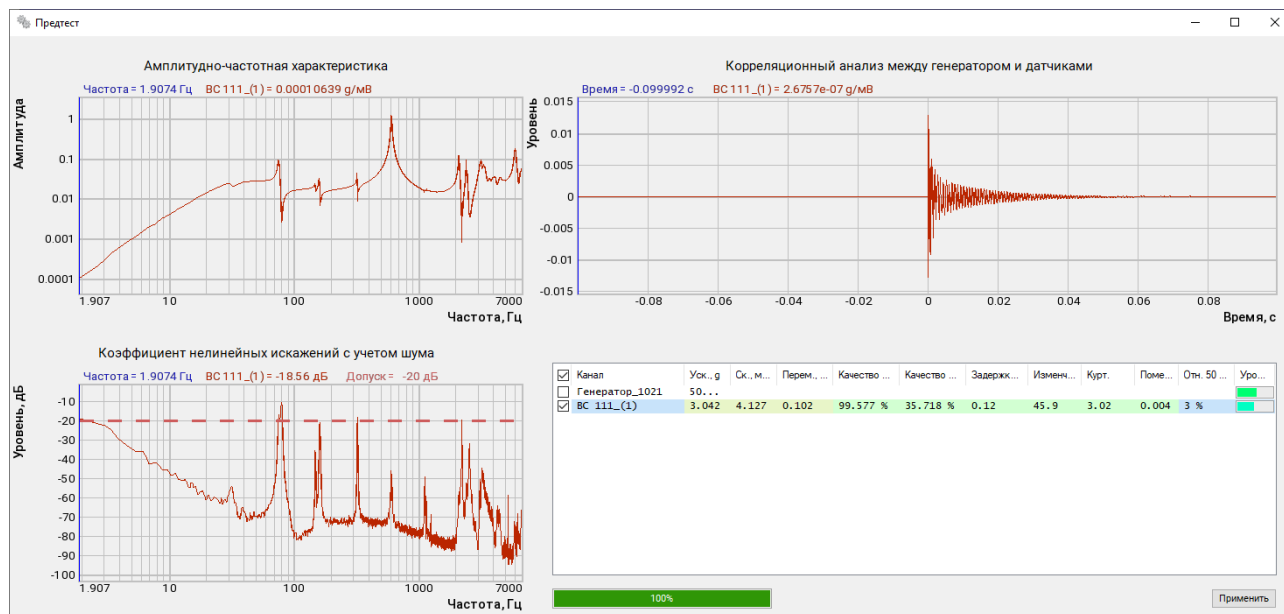 Предтест
Амплитудно-частотная характеристика
Частота = 1.9074 Гц BC 111_(1) = 0.00010639 g/мВ
Амплитуда
1
0.1
0.01
0.001
0.0001
1.907 10 100 1000 7000
Частота, Гц
Корреляционный анализ между генератором и датчиками
Время = -0.099992 с BC 111_(1) = 2.6757e-07 g/мВ
Уровень
0.015
0.01
0.005
0
-0.005
-0.01
-0.015
-0.08 -0.06 -0.04 -0.02 0 0.02 0.04 0.06 0.08
Время, с
Коэффициент нелинейных искажений с учетом шума
Частота = 1.9074 Гц BC 111_(1) = -18.56 дБ Допуск = -20 дБ
Уровень, дБ
-10
-20
-30
-40
-50
-60
-70
-80
-90
-100
1.907 10 100 1000 7000
Частота, Гц
Канал Уск., g Ск., м... Перем., ... Качество ... Качество ... Задержк... Изменч... Курт. Поме... Отн. 50 ... Уро...
Генератор_1021 50...
BC 111_(1) 3.042 4.127 0.102 99.577 % 35.718 % 0.12 45.9 3.02 0.004 3 %
100%
Применить